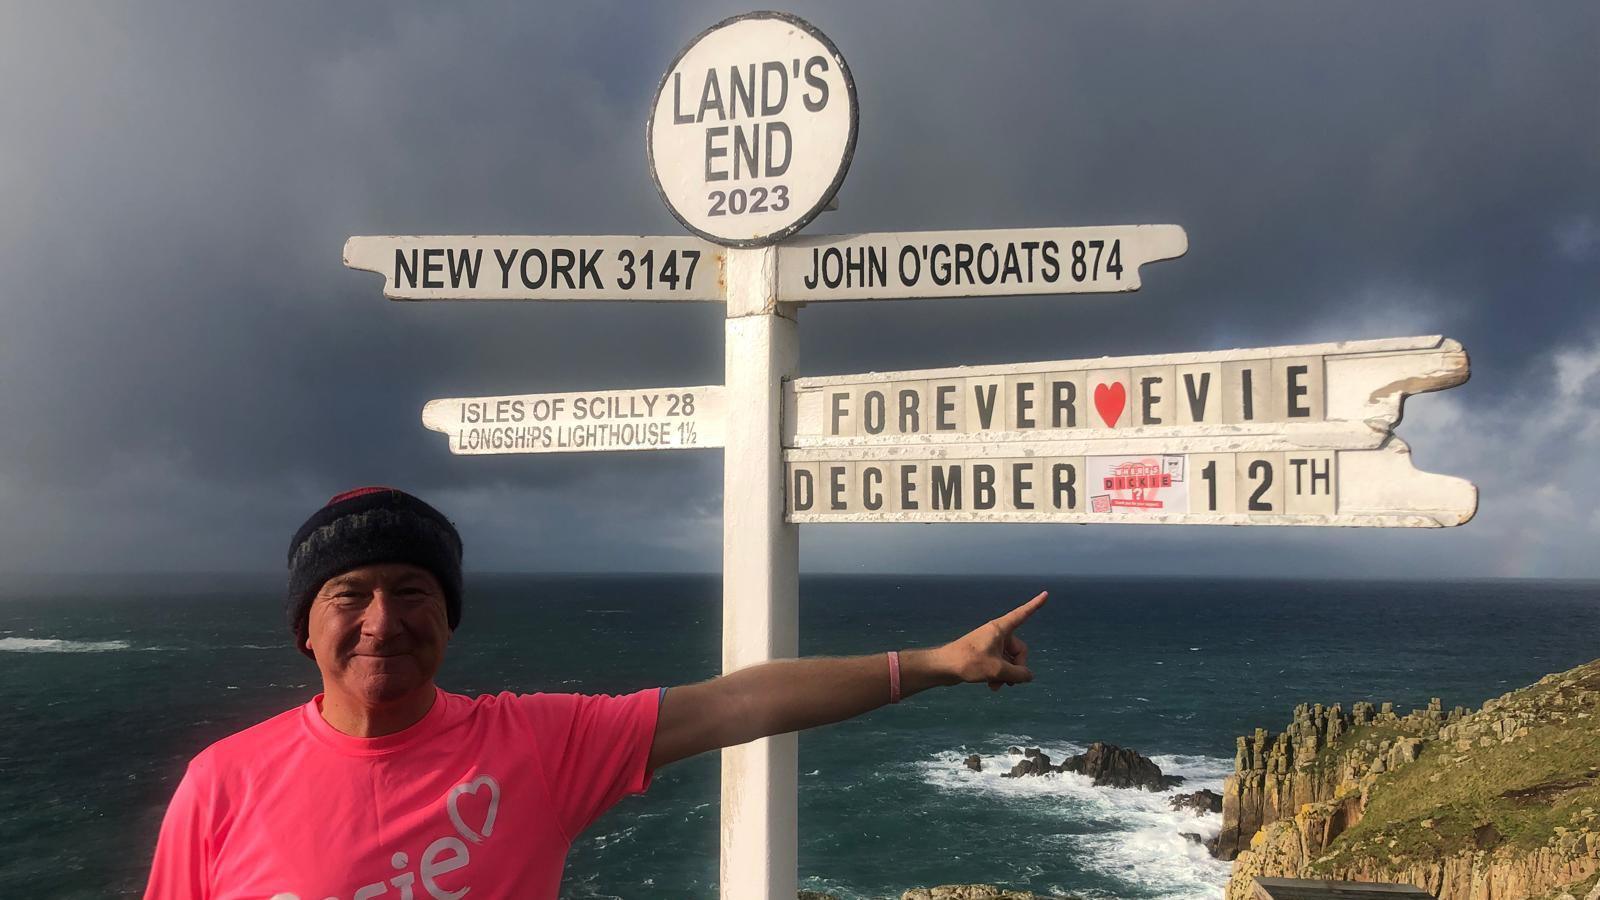 LAND'S
END
2023
NEW YORK 3147
JOHN O'GROATS 874
ISLES OF SCILLY 28
LONGSHIPS LIGHTHOUSE 1½
FOREVER❤EVIE
DECEMBER 12TH
WHERE'S
DICKIE
?